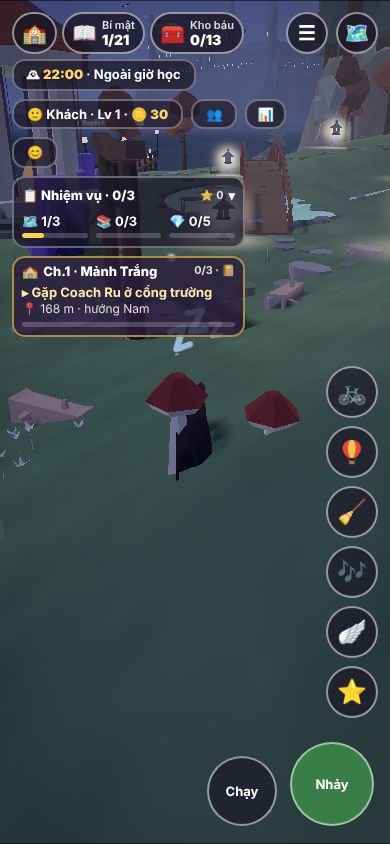 Bí mật
1/21
Kho báu
0/13
22:00 · Ngoài giờ học
Khách · Lv 1 · 30
Nhiệm vụ · 0/3
0 ▾
1/3
0/3
0/5
Ch.1 · Mảnh Trắng
0/3 ·
▸ Gặp Coach Ru ở cổng trường
168 m · hướng Nam
Z Z Z
Chạy
Nhảy